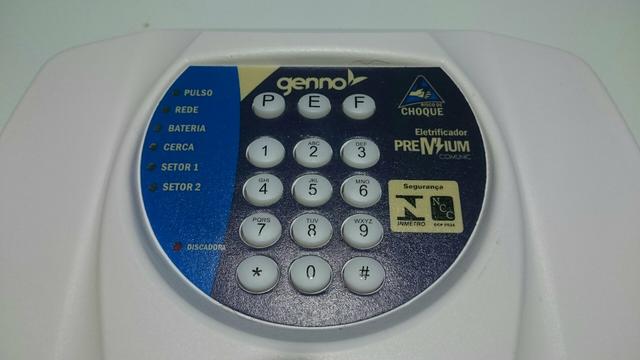 genno
PULSO
REDE
BATERIA
CERCA
SETOR 1
SETOR 2
DISCADORA
P E F
1 ABC 2 DEF 3
GHI 4 JKL 5 MNO 6
PQRS 7 TUV 8 WXYZ 9
* 0 #
RISCO DE
CHOQUE
Eletrificador
PREMIUM
COMUNIC
Segurança
N NCC
INMETRO